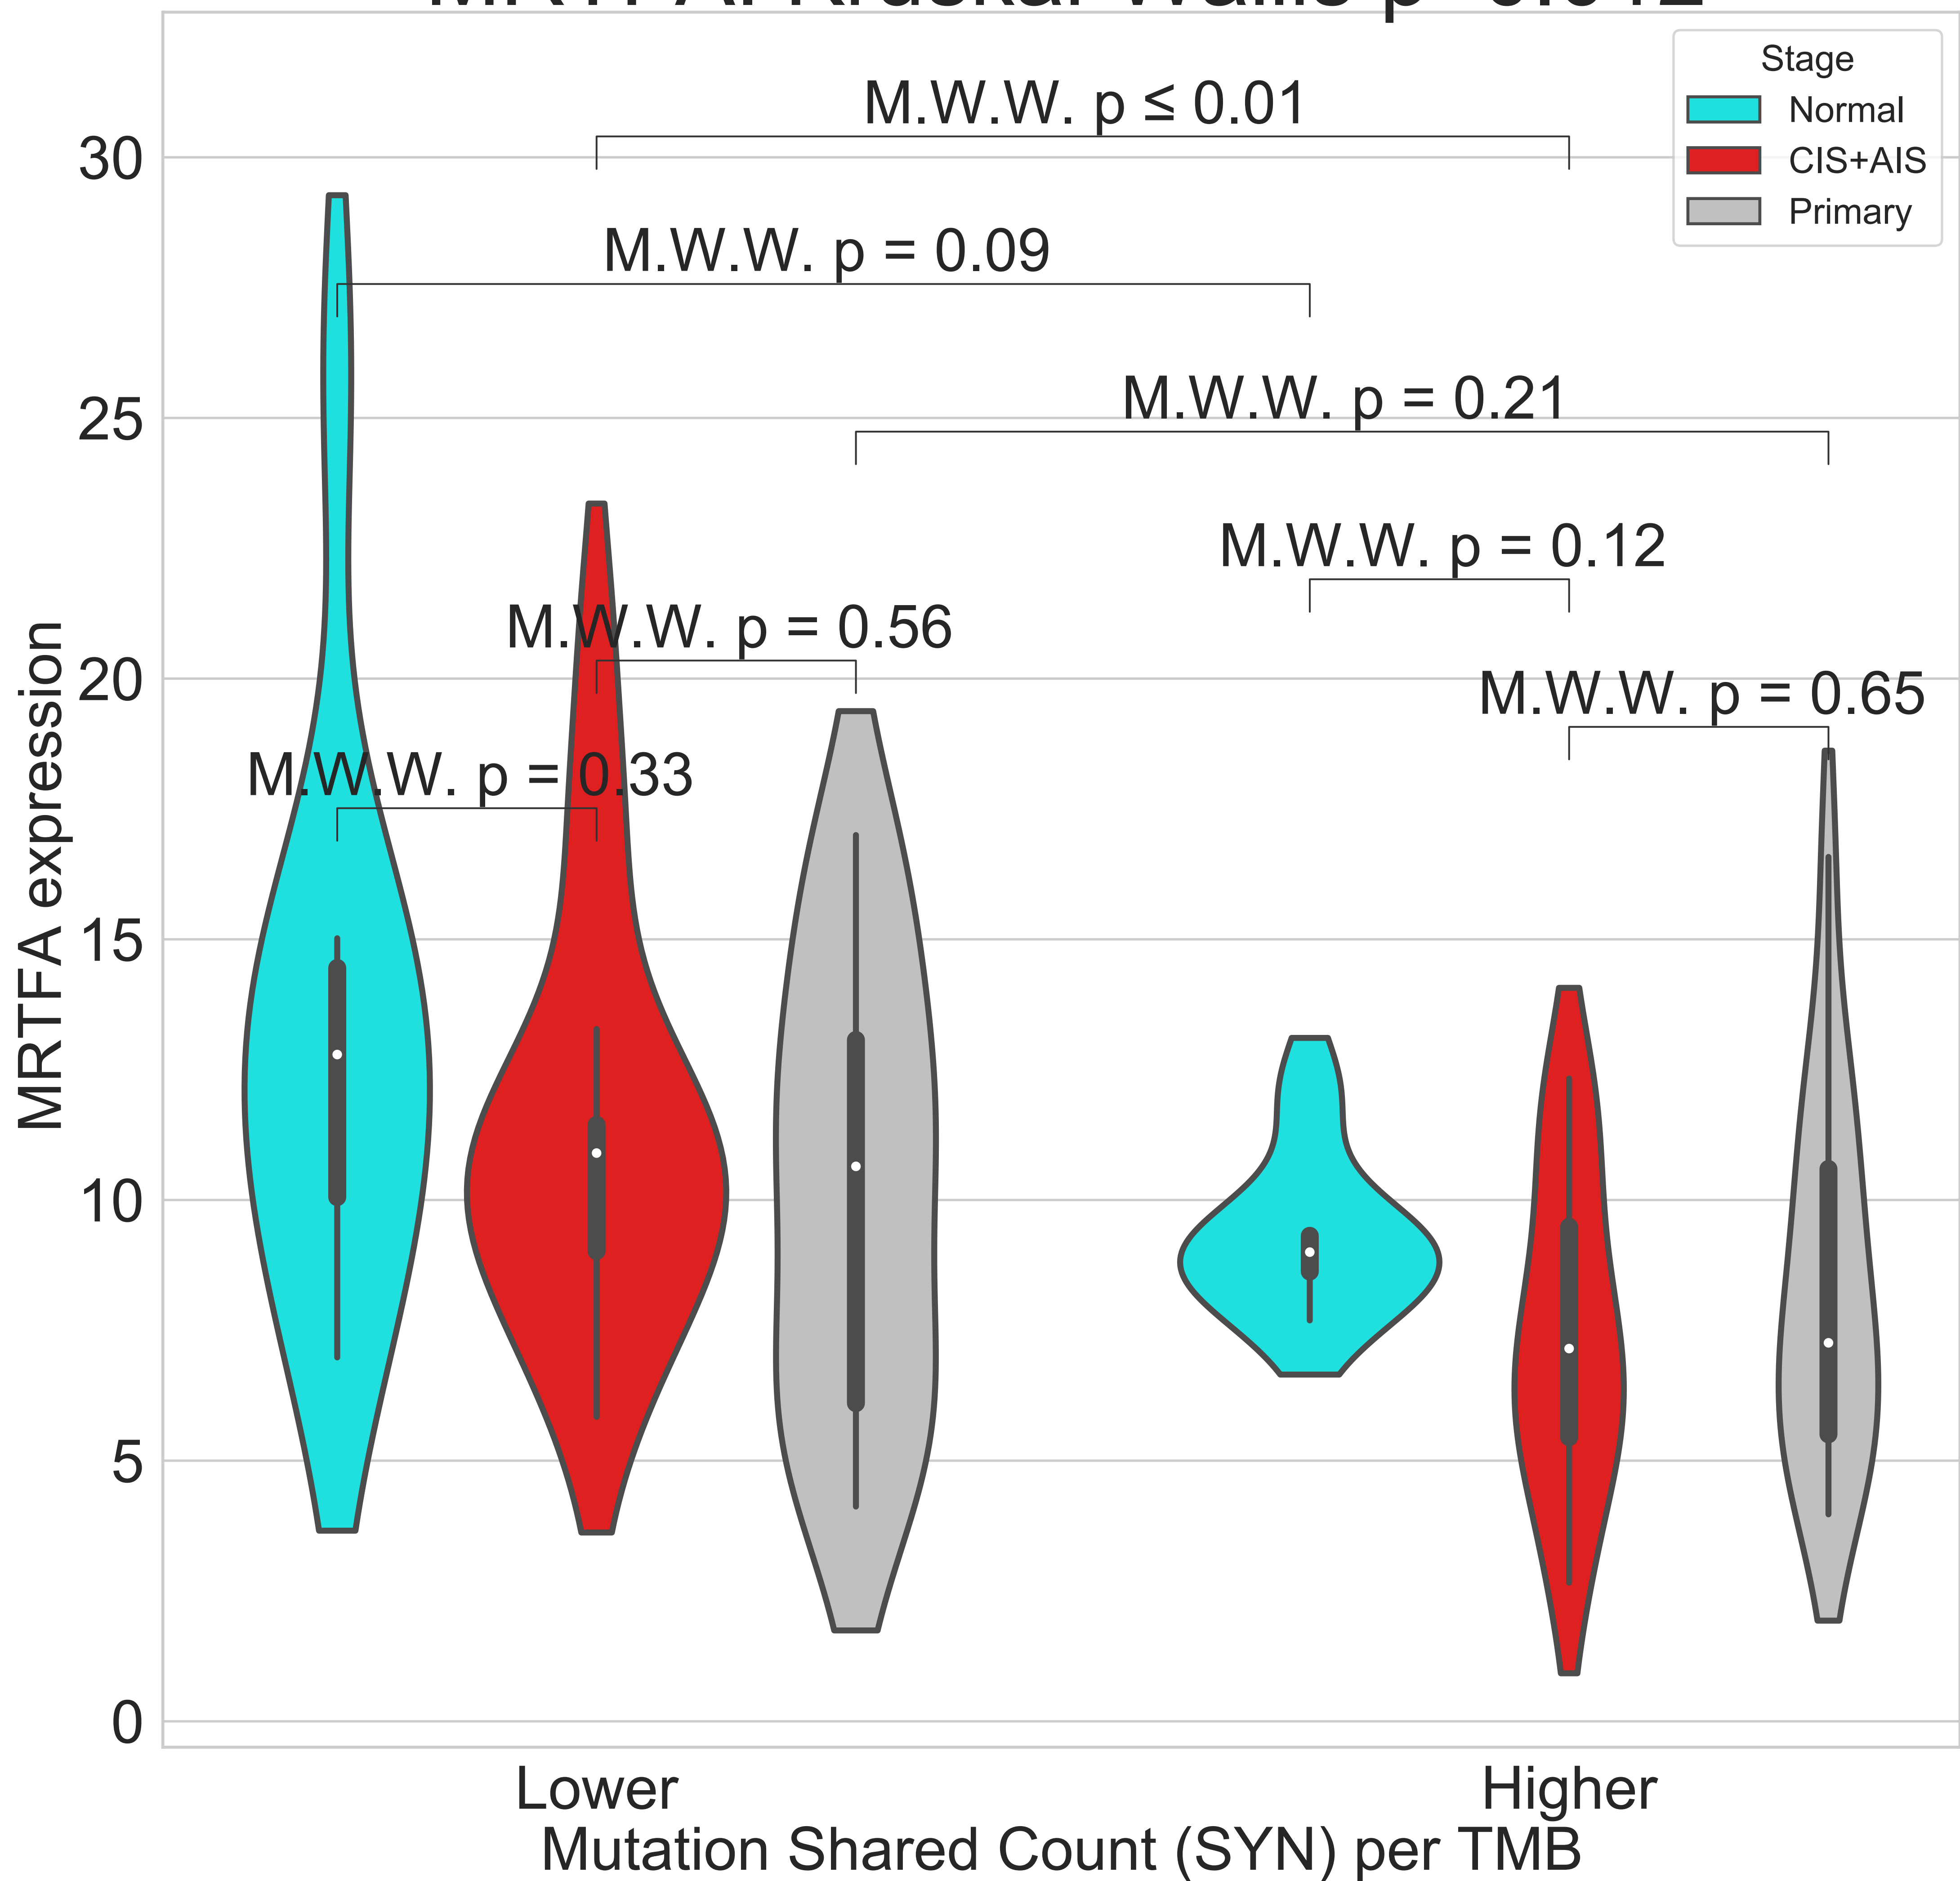 Stage
Normal
CIS+AIS
Primary
M.W.W. p ≤ 0.01
M.W.W. p = 0.09
M.W.W. p = 0.21
M.W.W. p = 0.12
M.W.W. p = 0.56
M.W.W. p = 0.65
M.W.W. p = 0.33
MRTFA expression
30
25
20
15
10
5
0
Lower
Higher
Mutation Shared Count (SYN) per TMB